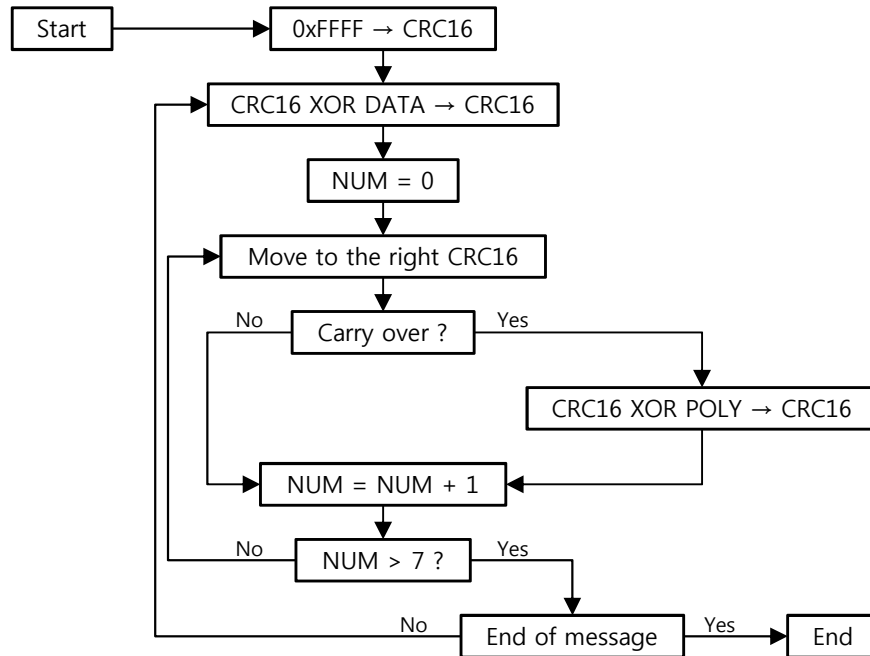 Start
0xFFFF → CRC16
CRC16 XOR DATA → CRC16
NUM = 0
Move to the right CRC16
No
Carry over ?
Yes
CRC16 XOR POLY → CRC16
NUM = NUM + 1
No
NUM > 7 ?
Yes
No
End of message
Yes
End